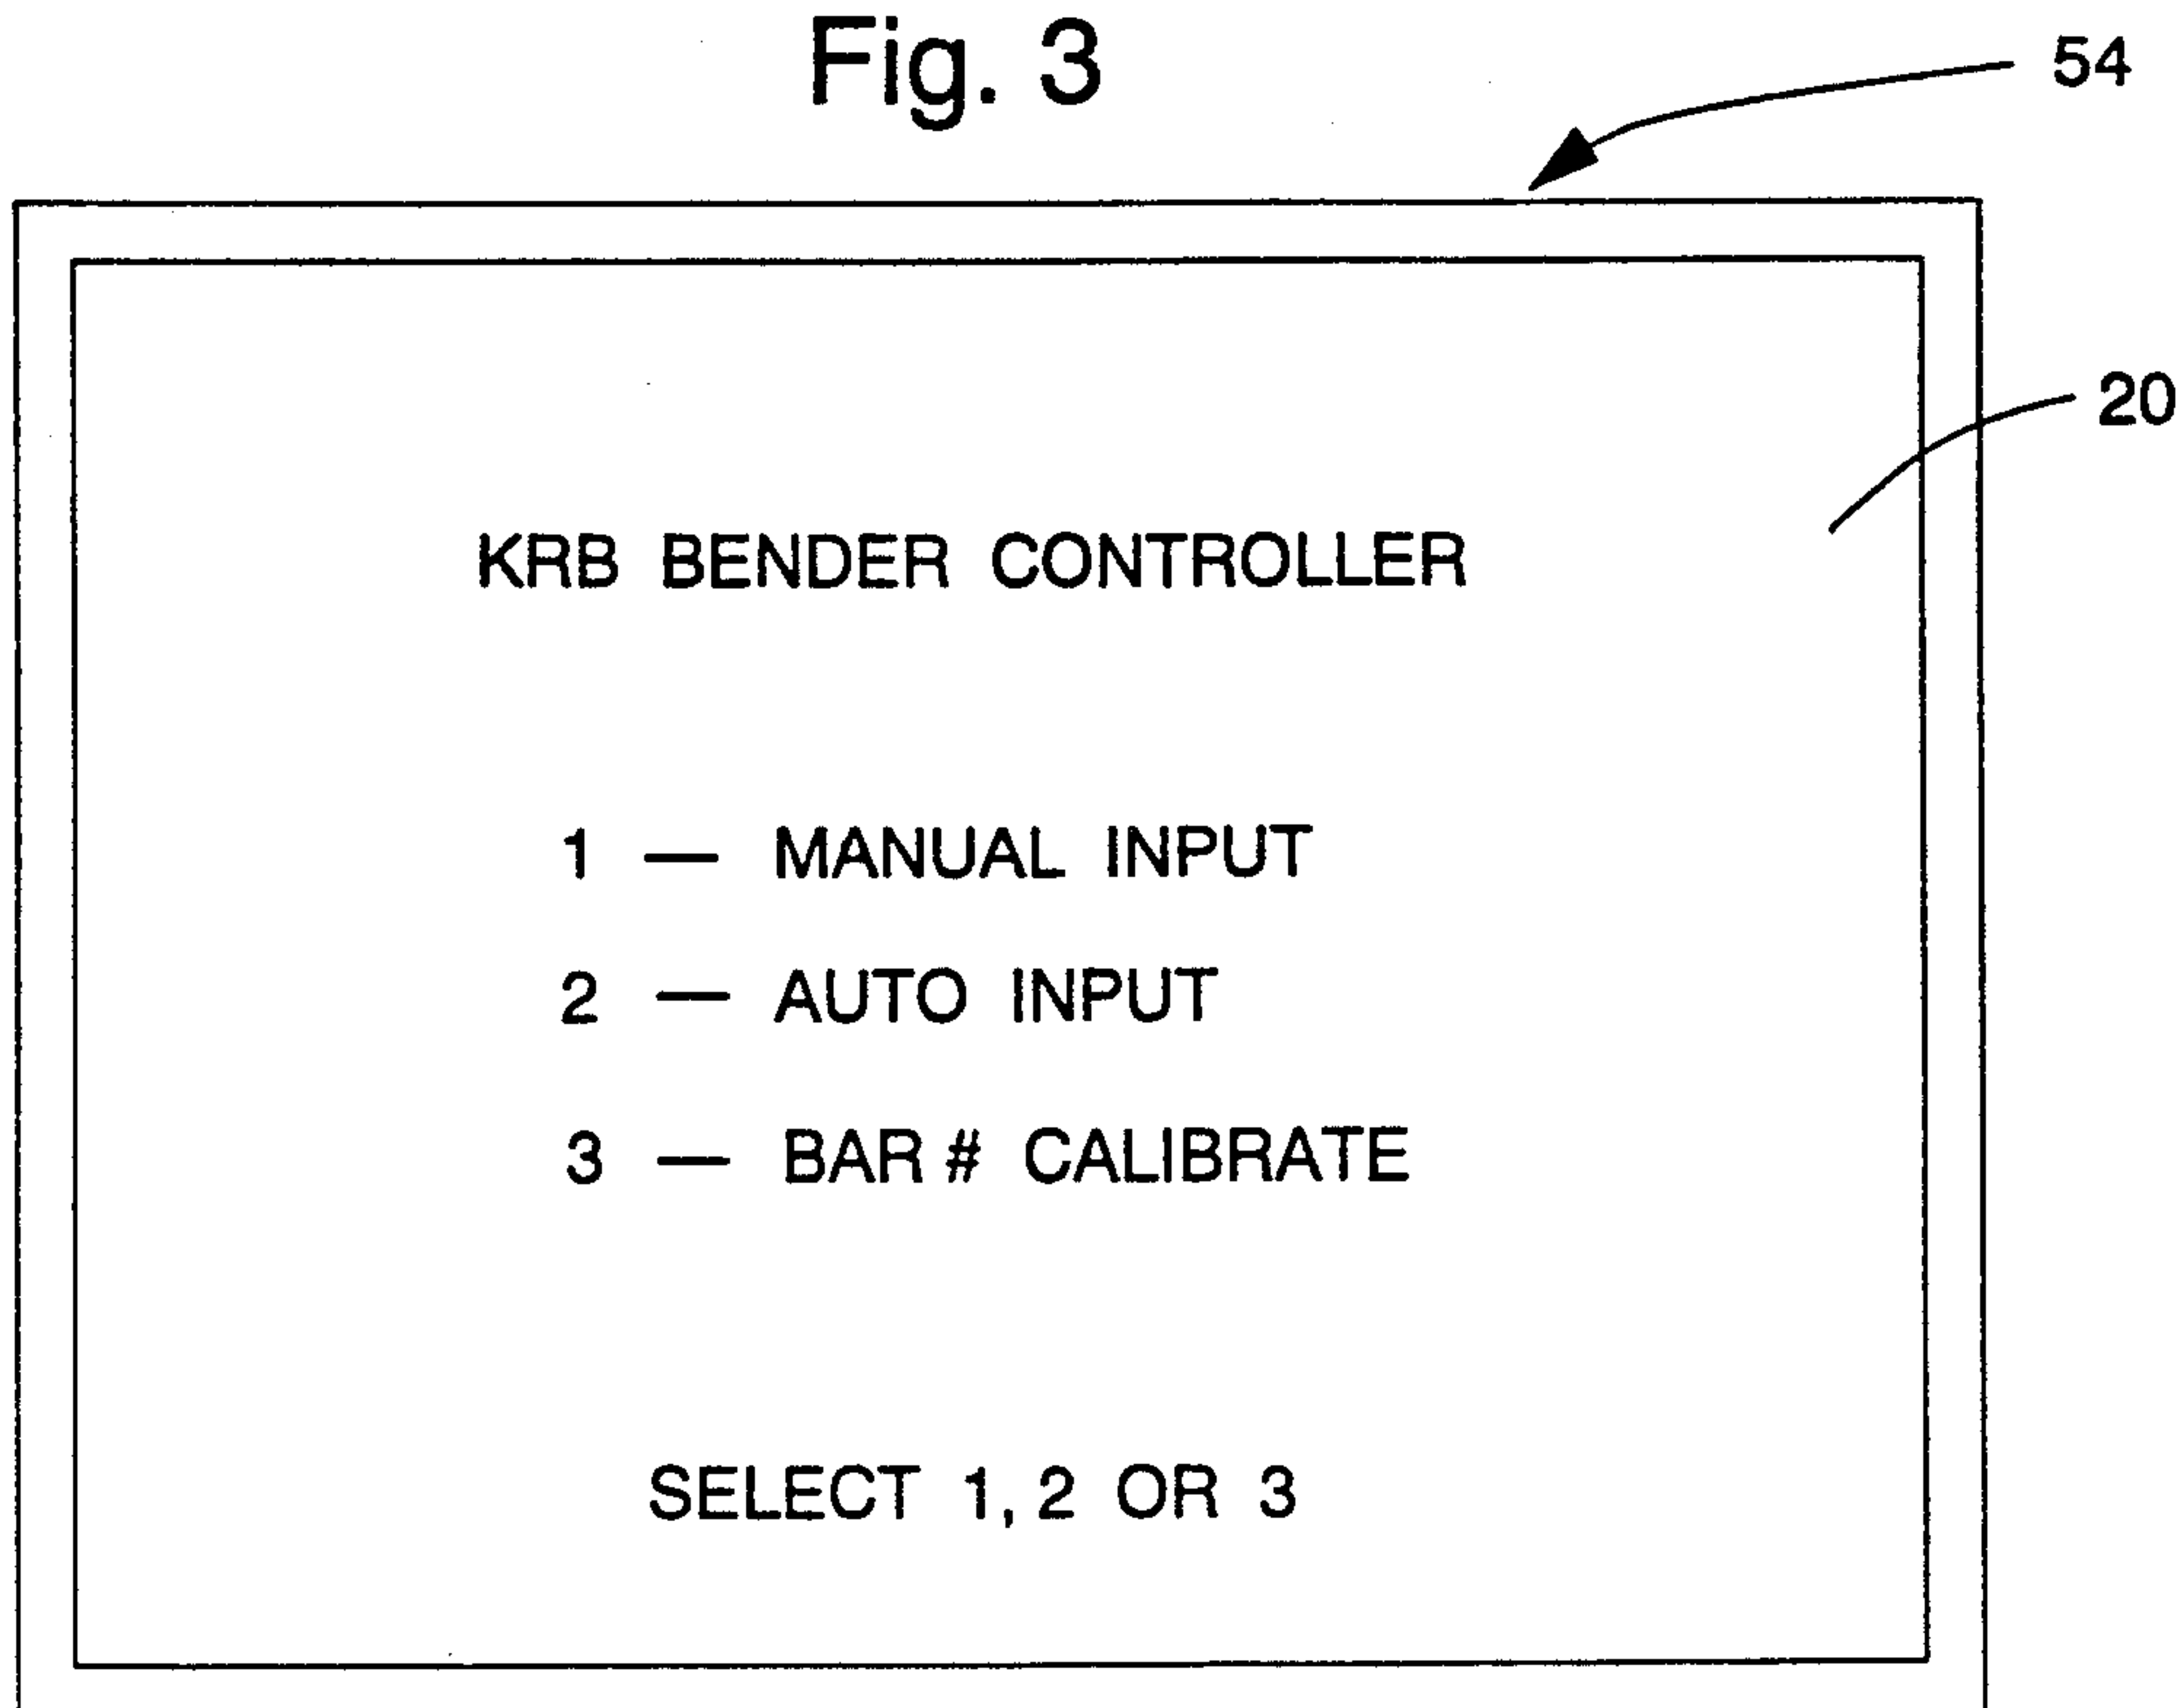 Fig. 3
54
20
KRB BENDER CONTROLLER
1 — MANUAL INPUT
2 — AUTO INPUT
3 — BAR # CALIBRATE
SELECT 1, 2 OR 3